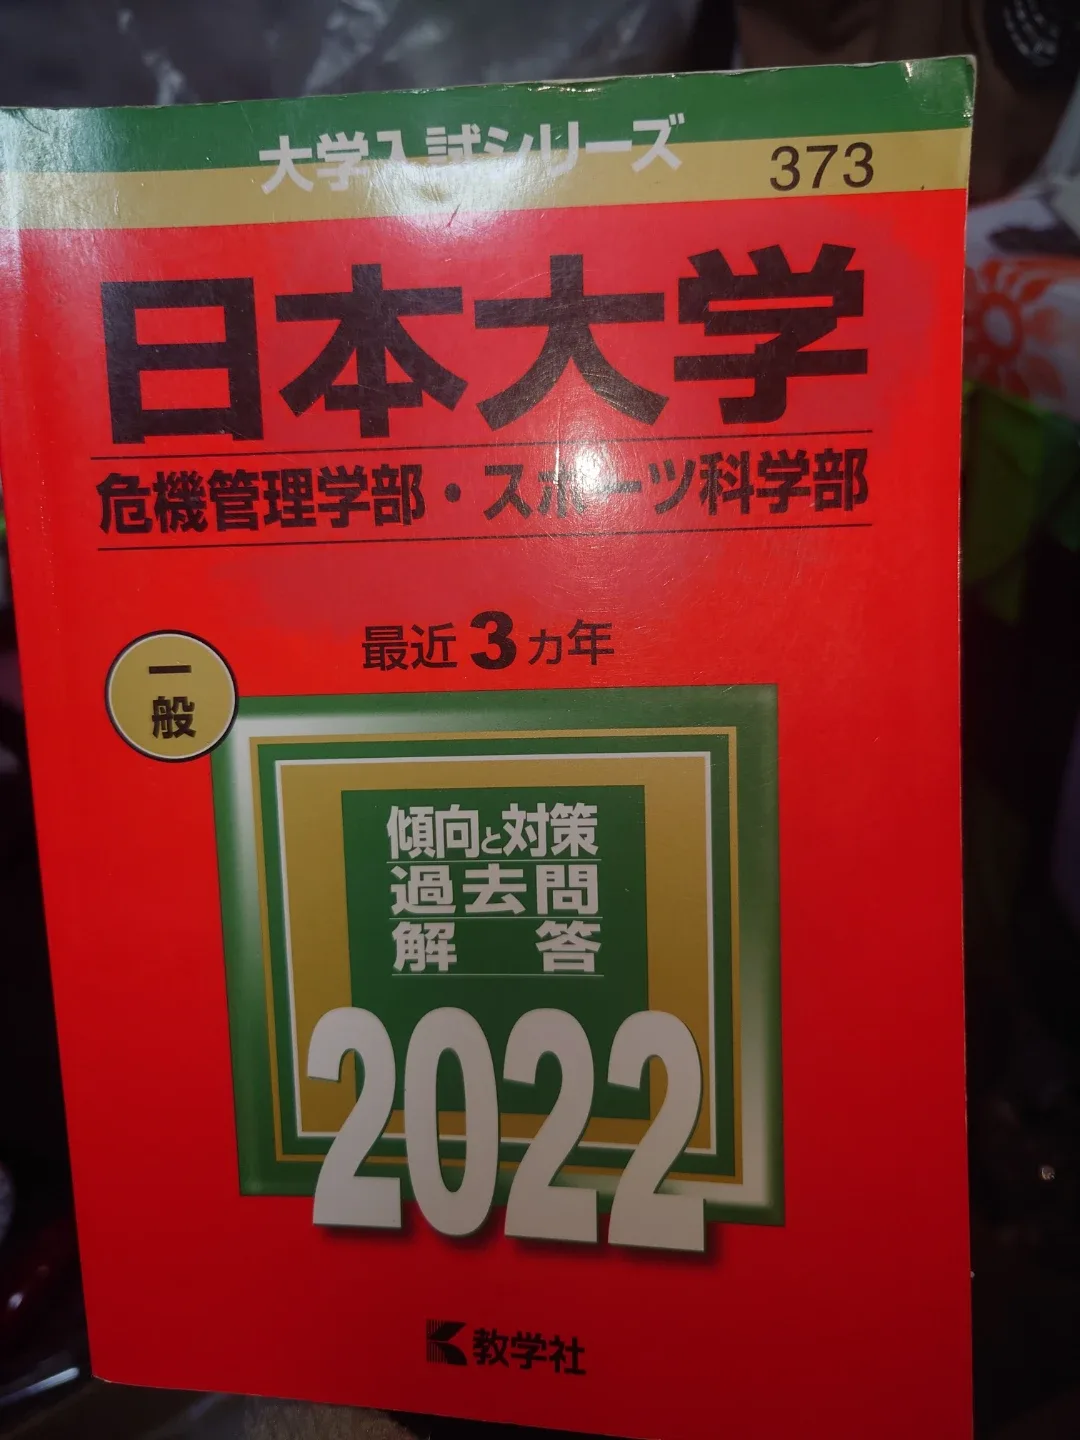 大学入試シリーズ
373
日本大学
危機管理学部・スポーツ科学部
最近3カ年
一般
傾向と対策
過去問
解答
2022
教学社